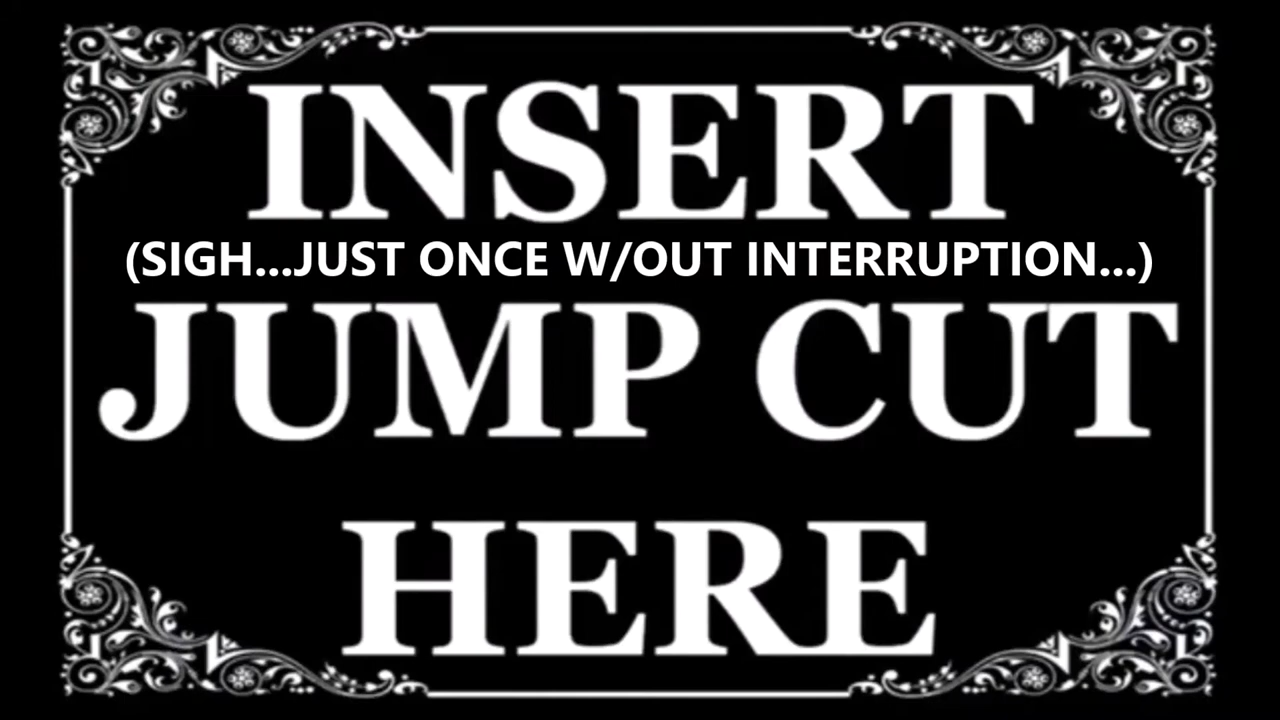 INSERT
(SIGH...JUST ONCE W/OUT INTERRUPTION...)
JUMP CUT
HERE